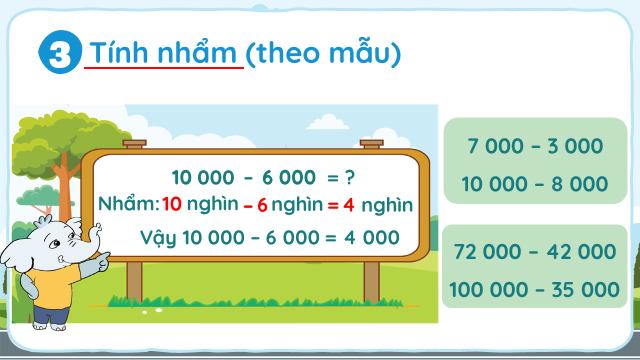 3 Tính nhẩm (theo mẫu)
10 000 – 6 000 = ?
Nhẩm: 10 nghìn – 6 nghìn = 4 nghìn
Vậy 10 000 – 6 000 = 4 000
7 000 – 3 000
10 000 – 8 000
72 000 – 42 000
100 000 – 35 000